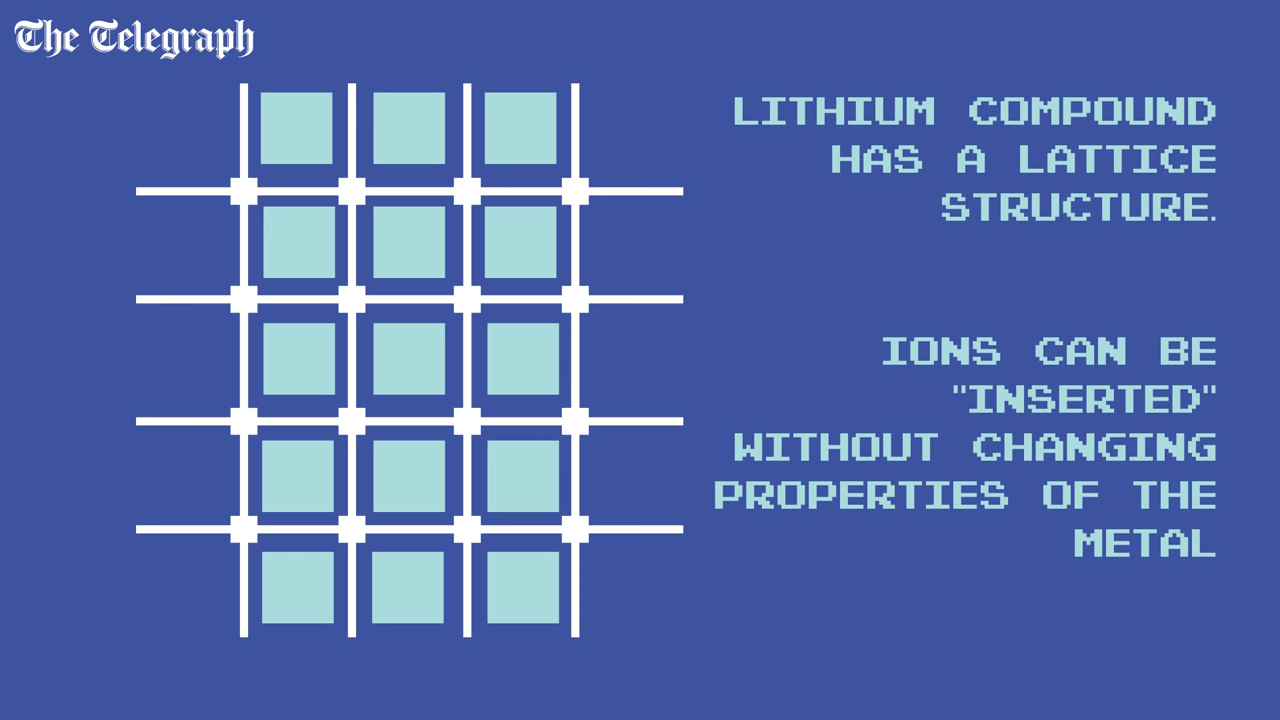 The Telegraph
LITHIUM COMPOUND
HAS A LATTICE
STRUCTURE.
IONS CAN BE
"INSERTED"
WITHOUT CHANGING
PROPERTIES OF THE
METAL